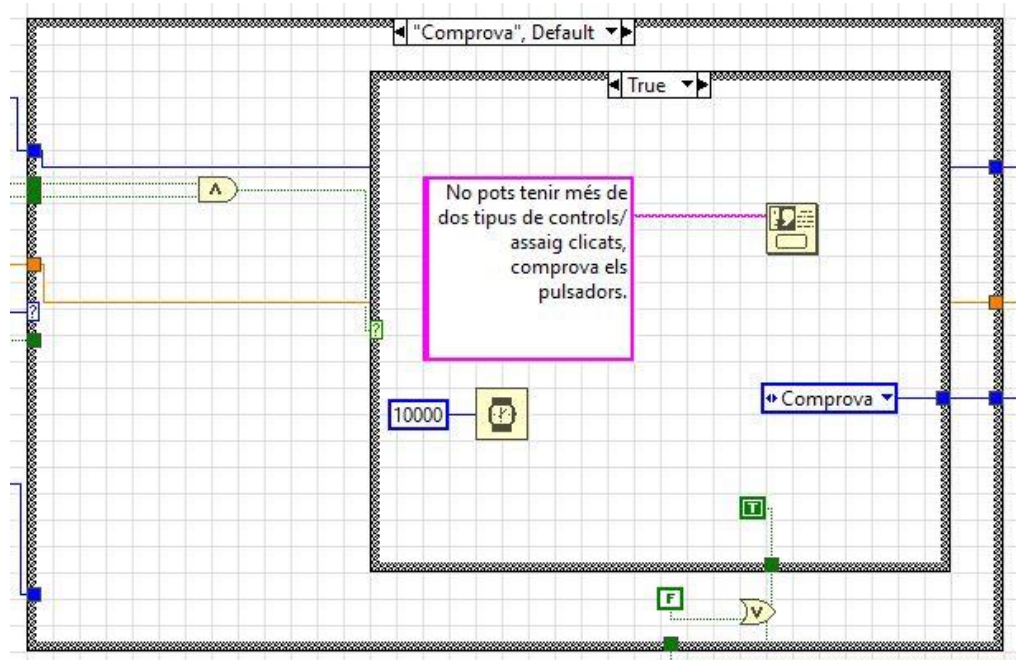 "Comprova", Default
True
No pots tenir més de
dos tipus de controls/
assaig clicats,
comprova els
pulsadors.
?
?
10000
Comprova
T
F
V